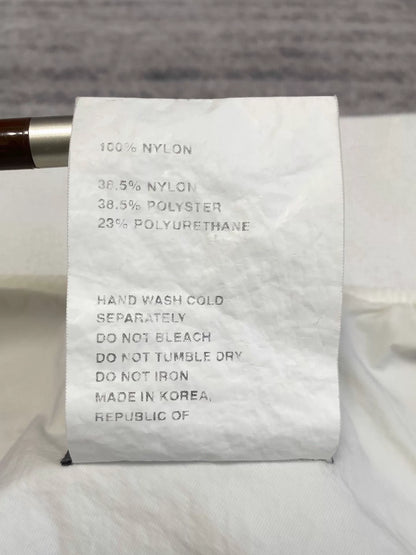 100% NYLON
38.5% NYLON
38.5% POLYSTER
23% POLYURETHANE
HAND WASH COLD
SEPARATELY
DO NOT BLEACH
DO NOT TUMBLE DRY
DO NOT IRON
MADE IN KOREA,
REPUBLIC OF